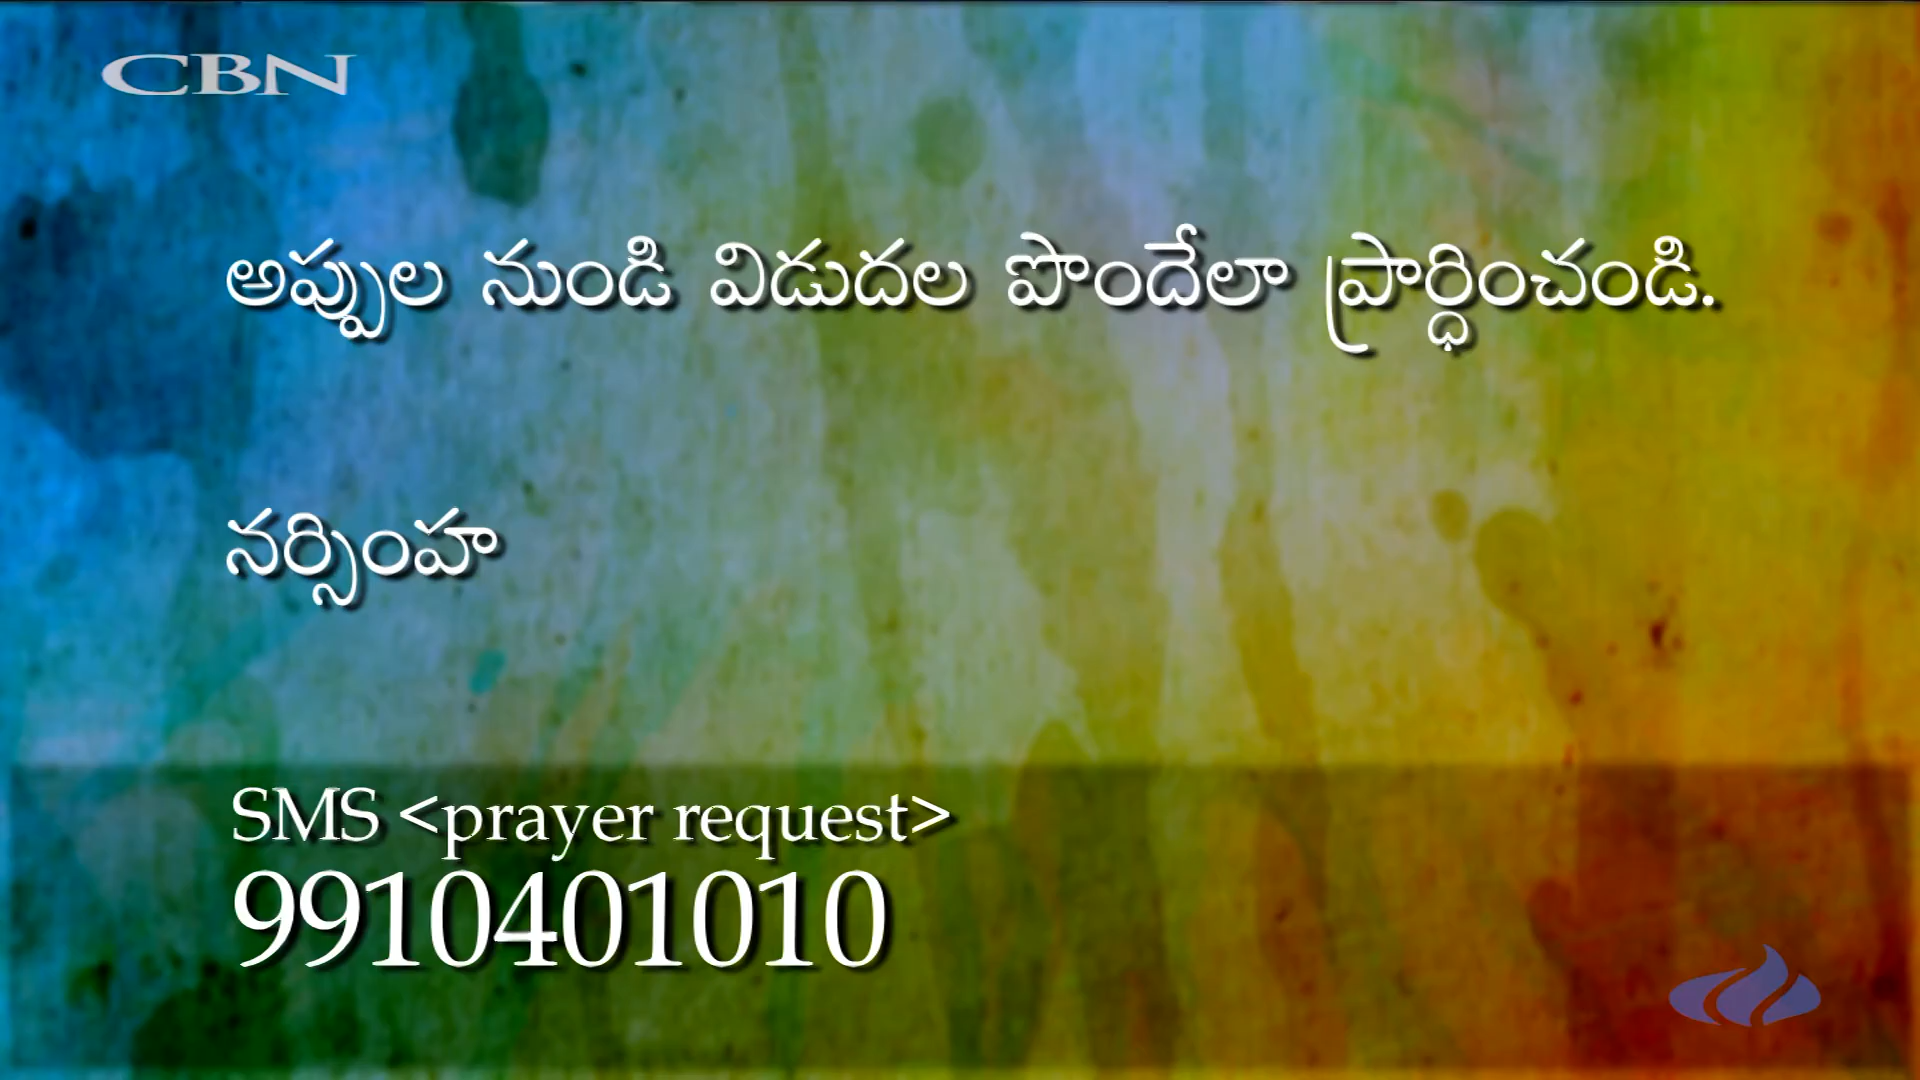 CBN
అప్పుల నుండి విడుదల పొందేలా ప్రార్ధించండి.
నర్సింహ
SMS <prayer request>
9910401010